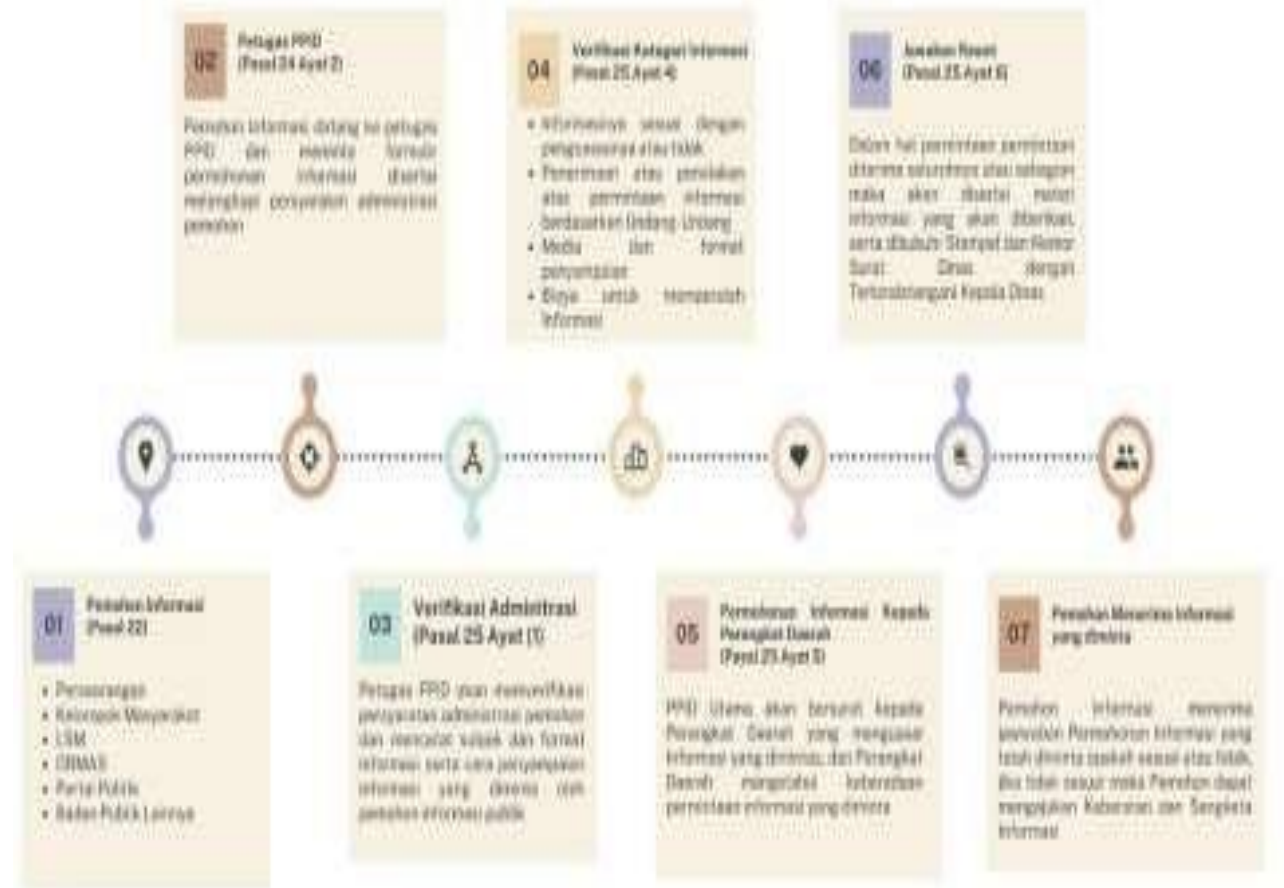 01
Pemohon Informasi
(Pasal 22)
Perseorangan
Kelompok Masyarakat
LSM
ORMAS
Partai Politik
Badan Publik Lainnya
02
Petugas PPID
(Pasal 24 Ayat 2)
Pemohon Informasi datang ke petugas
PPID dan meminta formulir
permohonan informasi disertai
melengkapi persyaratan administrasi
pemohon
03
Verifikasi Adminitrasi
(Pasal 25 Ayat (1)
Petugas PPID akan memverifikasi
persyaratan administrasi pemohon
dan mencatat subjek dan format
informasi serta cara penyampaian
informasi yang diminta oleh
pemohon informasi publik
04
Verifikasi Kategori Informasi
(Pasal 25 Ayat 4)
Informasinya sesuai dengan
penguasanya atau tidak
Penerimaan atau penolakan
atas permintaan informasi
berdasarkan Undang-Undang
Media dan format
penyampaian
Biaya untuk memperoleh
Informasi
05
Permohonan Informasi Kepada
Perangkat Daerah
(Pasal 25 Ayat 5)
PPID Utama akan bersurat kepada
Perangkat Daerah yang menguasai
Informasi yang diminta, dan Perangkat
Daerah mengetahui keberadaan
permintaan informasi yang diminta
06
Jawaban Resmi
(Pasal 25 Ayat 6)
Dalam hal permintaan permintaan
diterima seluruhnya atau sebagian
maka akan disertai materi
informasi yang akan diberikan,
serta dibubuhi Stempel dan Nomor
Surat Dinas dengan
Tertandatangani Kepala Dinas
07
Pemohon Menerima Informasi
yang diminta
Pemohon Informasi menerima
jawaban Permohonan Informasi yang
telah diminta apakah sesuai atau tidak,
jika tidak sesuai maka Pemohon dapat
mengajukan Keberatan dan Sengketa
Informasi